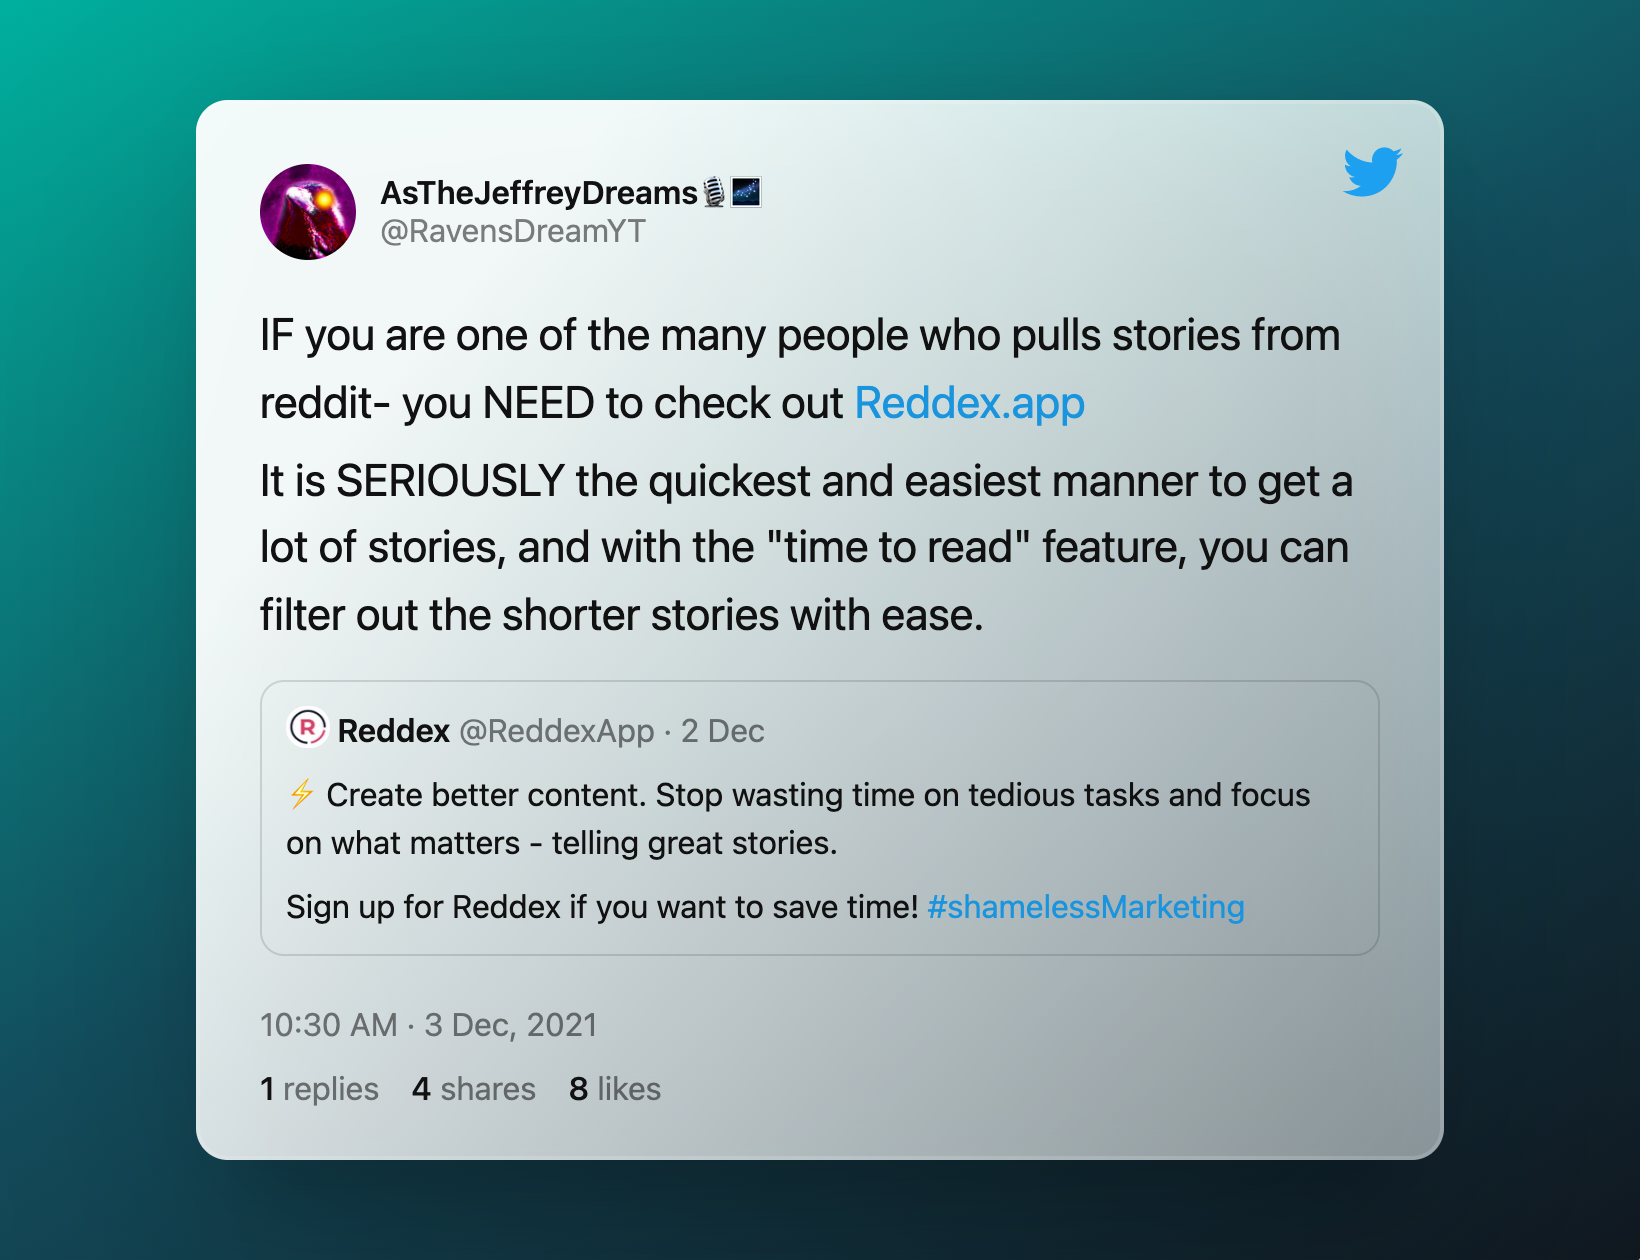 AsTheJeffreyDreams🎙🌌
@RavensDreamYT
IF you are one of the many people who pulls stories from
reddit- you NEED to check out Reddex.app
It is SERIOUSLY the quickest and easiest manner to get a
lot of stories, and with the "time to read" feature, you can
filter out the shorter stories with ease.
R Reddex @ReddexApp · 2 Dec
⚡ Create better content. Stop wasting time on tedious tasks and focus
on what matters - telling great stories.
Sign up for Reddex if you want to save time! #shamelessMarketing
10:30 AM · 3 Dec, 2021
1 replies 4 shares 8 likes